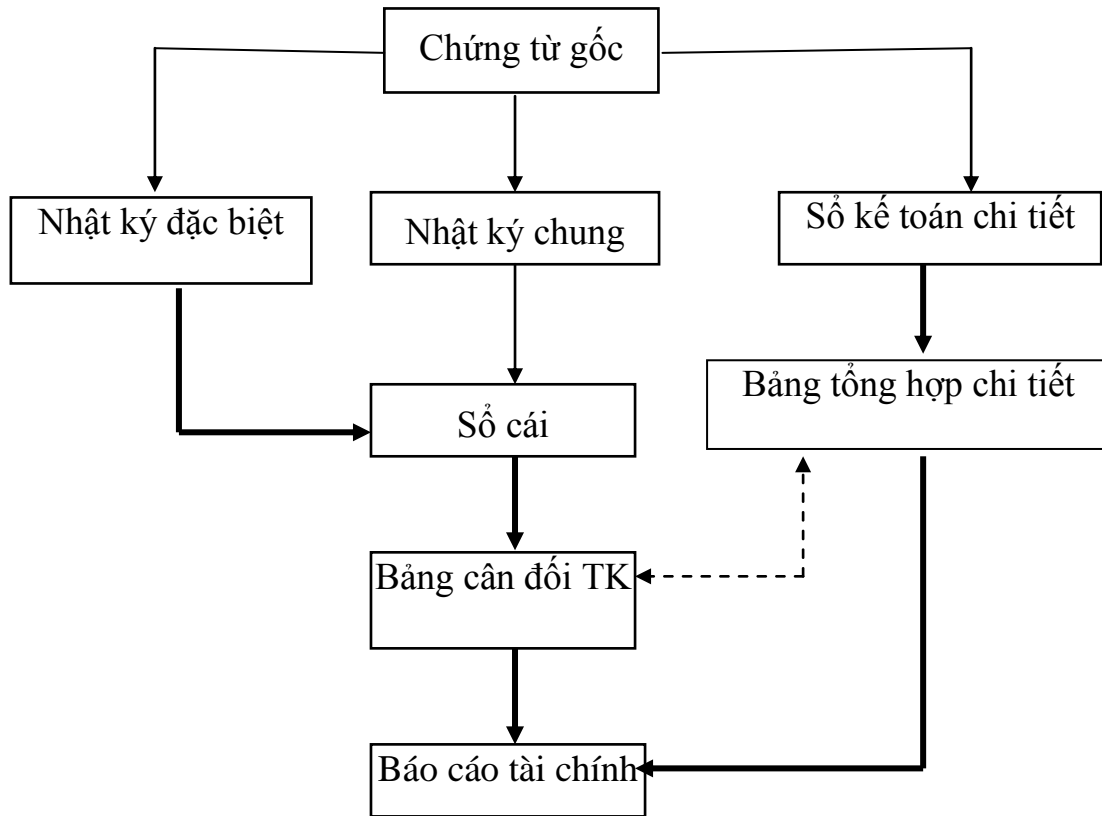 Chứng từ gốc
Nhật ký đặc biệt
Nhật ký chung
Sổ kế toán chi tiết
Bảng tổng hợp chi tiết
Sổ cái
Bảng cân đối TK
Báo cáo tài chính